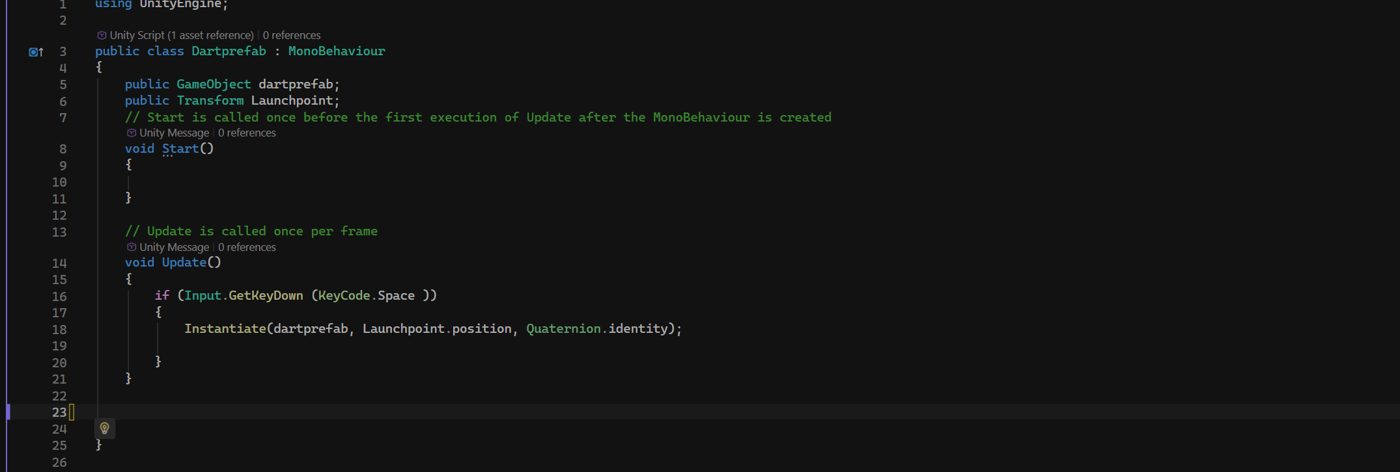 1 using UnityEngine;
2
Unity Script (1 asset reference) | 0 references
3 public class Dartprefab : MonoBehaviour
4 {
5 public GameObject dartprefab;
6 public Transform Launchpoint;
7 // Start is called once before the first execution of Update after the MonoBehaviour is created
Unity Message | 0 references
8 void Start()
9 {
10
11 }
12
13 // Update is called once per frame
Unity Message | 0 references
14 void Update()
15 {
16 if (Input.GetKeyDown (KeyCode.Space ))
17 {
18 Instantiate(dartprefab, Launchpoint.position, Quaternion.identity);
19
20 }
21 }
22
23
24
25 }
26